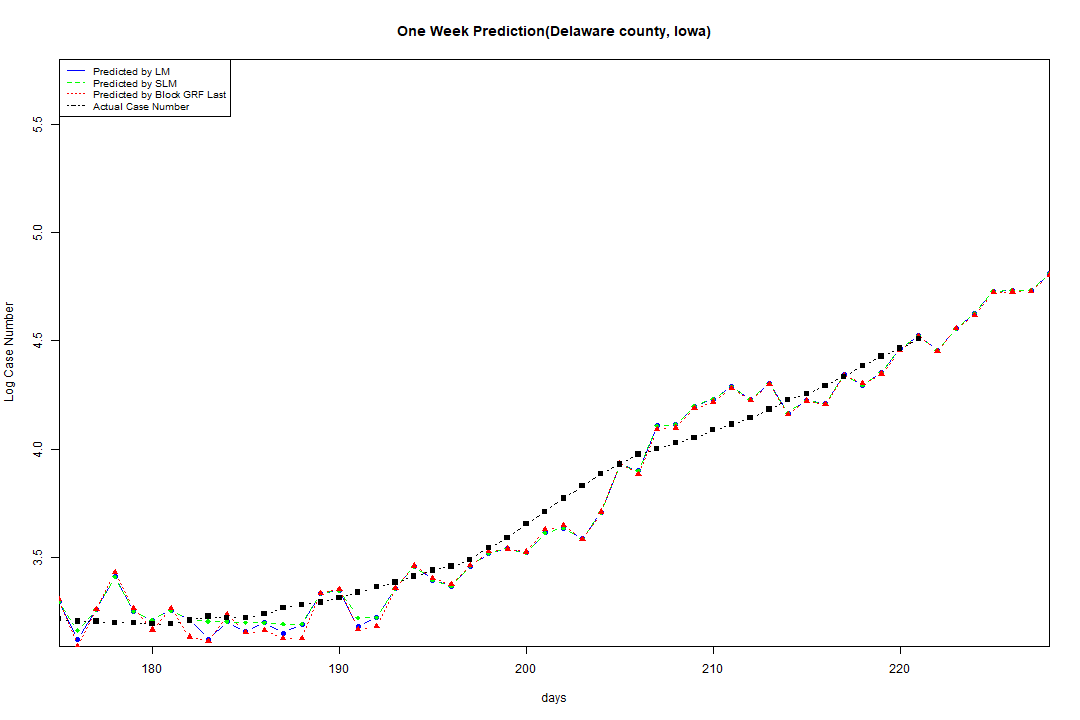 One Week Prediction(Delaware county, Iowa)
Predicted by LM
Predicted by SLM
Predicted by Block GRF Last
Actual Case Number
5.5
5.0
4.5
4.0
3.5
Log Case Number
180 190 200 210 220
days